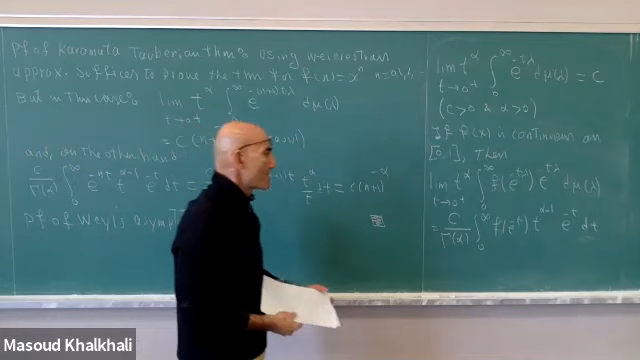 Pf of Karamata Tauberian thm: Using Weierstrass
approx. Suffices to prove the thm for f(x)=x^n n=0,1,2,...
But in this case: lim t→0+ t^α ∫_0^∞ e^{-(n+1)tλ} dμ(λ)
= C(n+
and, on the other hand
C/Γ(α) ∫_0^∞ e^{-nt} t^{α-1} e^{-t} dt = t^α/t dt = C(n+1)^{-α}
Pf of Weyl's asympt
lim t→0+ t^α ∫_0^∞ e^{-tλ} dμ(λ) = C
(C>0 & α>0)
If f(x) is continuous on
[0,1], Then
lim t→0+ t^α ∫_0^∞ f(e^{-tλ}) e^{-tλ} dμ(λ)
= C/Γ(α) ∫_0^∞ f(e^{-t}) t^{α-1} e^{-t} dt
Masoud Khalkhali